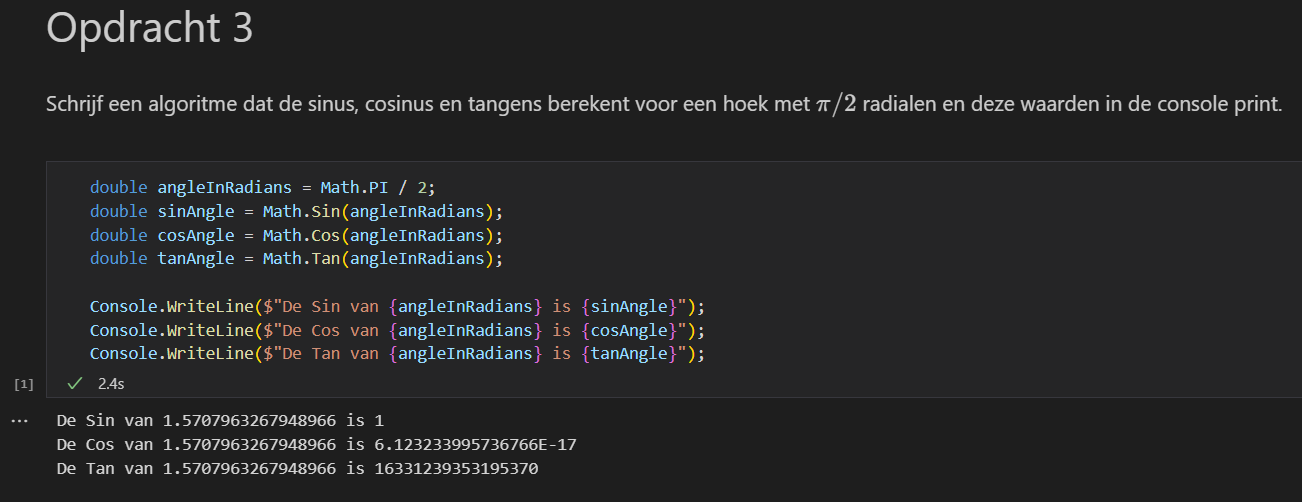 Opdracht 3
Schrijf een algoritme dat de sinus, cosinus en tangens berekent voor een hoek met π/2 radialen en deze waarden in de console print.
double angleInRadians = Math.PI / 2;
double sinAngle = Math.Sin(angleInRadians);
double cosAngle = Math.Cos(angleInRadians);
double tanAngle = Math.Tan(angleInRadians);
Console.WriteLine($"De Sin van {angleInRadians} is {sinAngle}");
Console.WriteLine($"De Cos van {angleInRadians} is {cosAngle}");
Console.WriteLine($"De Tan van {angleInRadians} is {tanAngle}");
[1] ✓ 2.4s
... De Sin van 1.5707963267948966 is 1
De Cos van 1.5707963267948966 is 6.123233995736766E-17
De Tan van 1.5707963267948966 is 16331239353195370